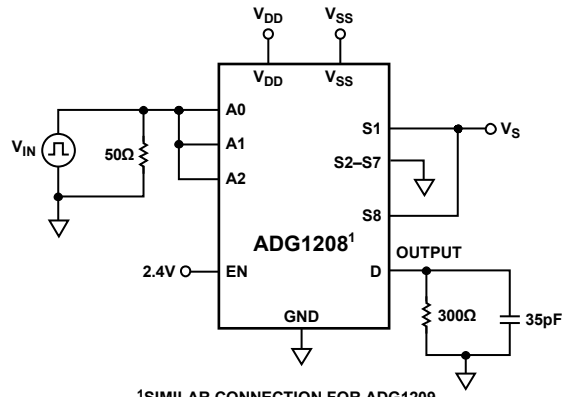 VDD
VSS
VDD
VSS
A0
VIN
50Ω
A1
A2
S1
VS
S2–S7
S8
ADG1208¹
OUTPUT
2.4V
EN
D
300Ω
35pF
GND
¹SIMILAR CONNECTION FOR ADG1209